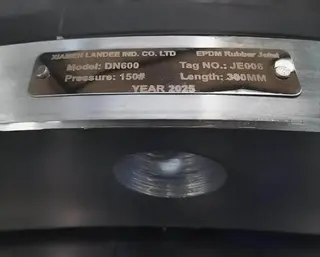 XIAMEN LANDEE IND. CO. LTD EPDM Rubber Joint
Model: DN600 Tag NO.: JE006
Pressure: 150# Length: 300MM
YEAR 2025